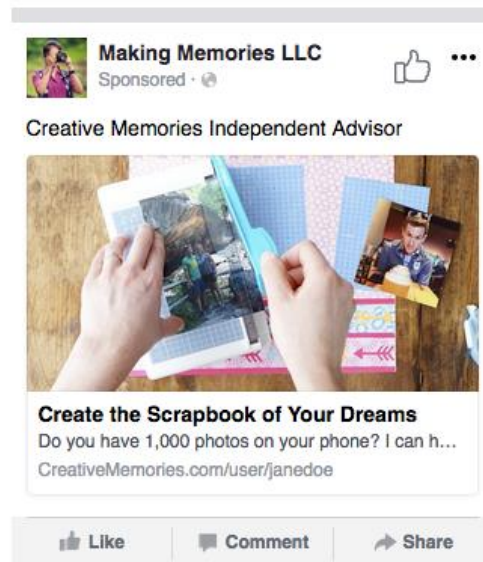 Making Memories LLC
Sponsored ·
Creative Memories Independent Advisor
Create the Scrapbook of Your Dreams
Do you have 1,000 photos on your phone? I can h...
CreativeMemories.com/user/janedoe
Like Comment Share